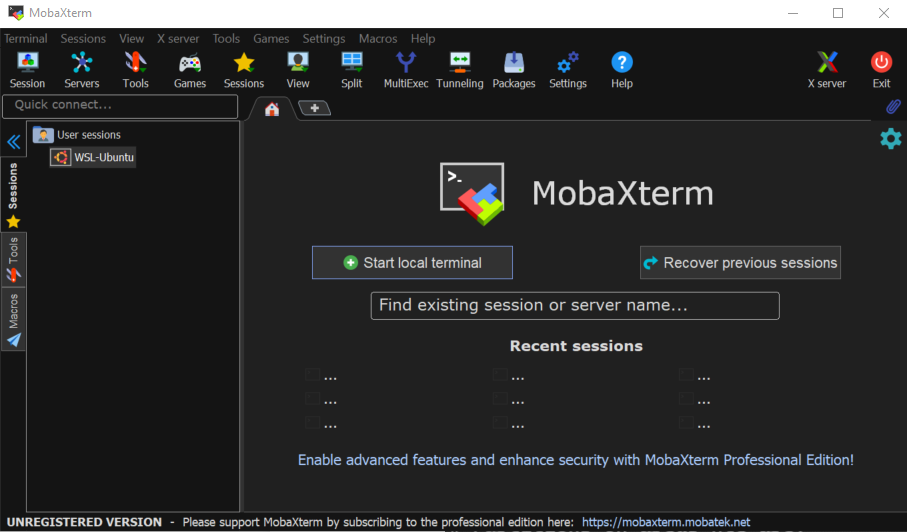 MobaXterm
Terminal Sessions View X server Tools Games Settings Macros Help
Session Servers Tools Games Sessions View Split MultiExec Tunneling Packages Settings Help X server Exit
Quick connect...
User sessions
WSL-Ubuntu
Sessions
Tools
Macros
>_
MobaXterm
Start local terminal
Recover previous sessions
Find existing session or server name...
Recent sessions
... ... ...
... ... ...
... ... ...
Enable advanced features and enhance security with MobaXterm Professional Edition!
UNREGISTERED VERSION - Please support MobaXterm by subscribing to the professional edition here: https://mobaxterm.mobatek.net